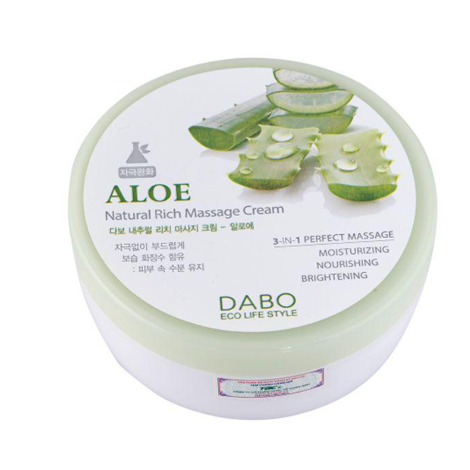 자극완화
ALOE
Natural Rich Massage Cream
다보 내추럴 리치 마사지 크림 - 알로에
자극없이 부드럽게
보습 화장수 함유
: 피부 속 수분 유지
3-IN-1 PERFECT MASSAGE
MOISTURIZING
NOURISHING
BRIGHTENING
DABO
ECO LIFE STYLE